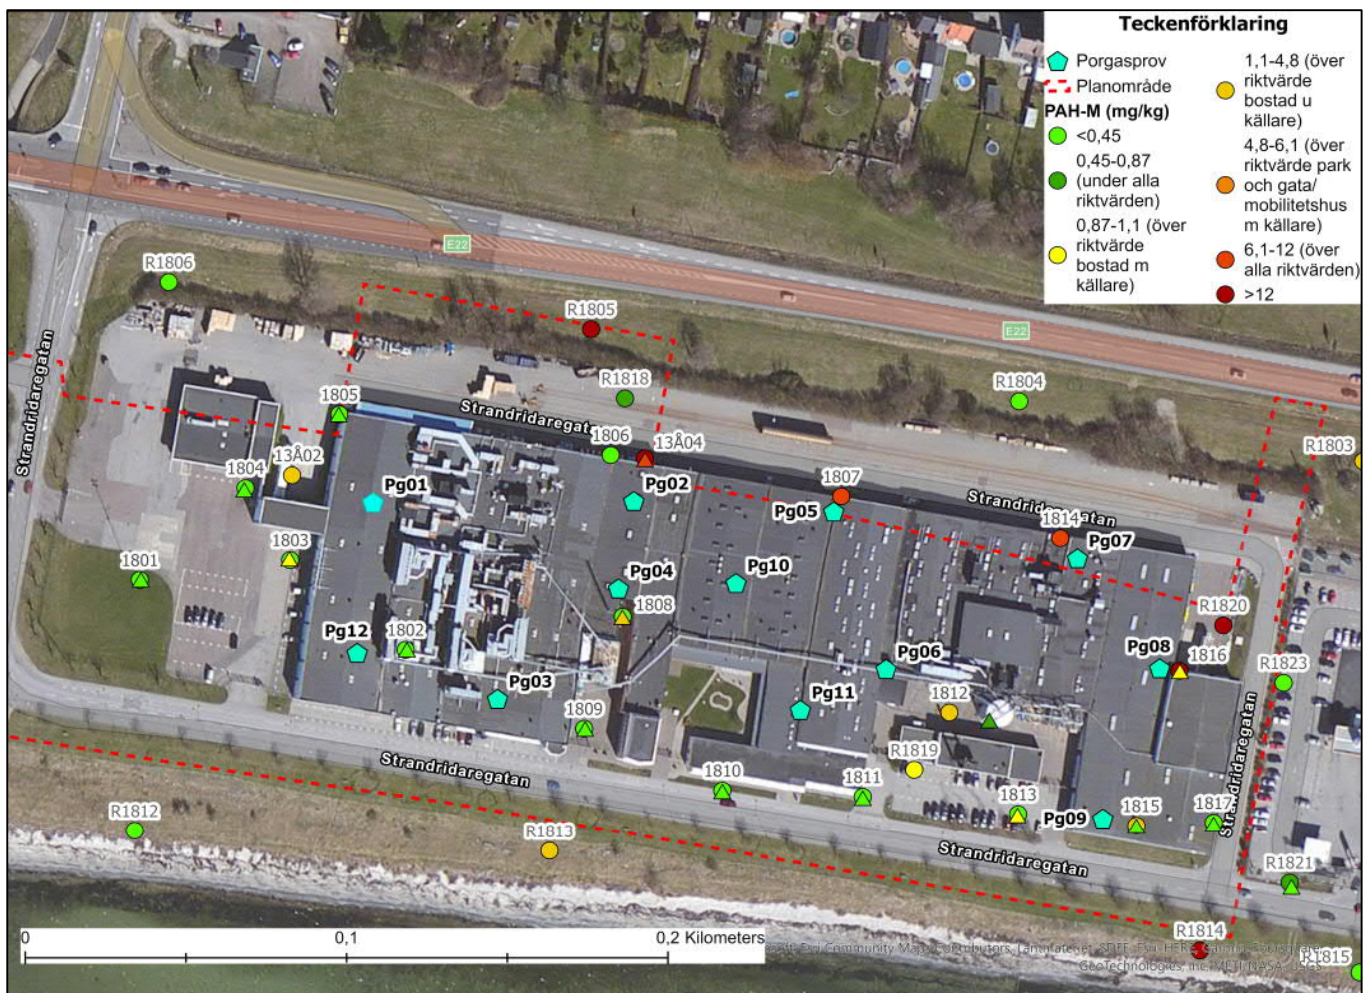 Teckenförklaring
Porgasprov
Planområde
PAH-M (mg/kg)
<0,45
0,45-0,87
(under alla
riktvärden)
0,87-1,1 (över
riktvärde
bostad m
källare)
1,1-4,8 (över
riktvärde
bostad u
källare)
4,8-6,1 (över
riktvärde park
och gata/
mobilitetshus
m källare)
6,1-12 (över
alla riktvärden)
>12
E22
E22
R1806
R1805
R1818
R1804
R1803
Strandridaregatan
Strandridaregatan
Strandridaregatan
1805
1806
13Å04
13Å02
1804
1807
1814
Pg01
Pg02
Pg05
Pg07
1803
1801
Pg04
Pg10
1808
R1820
Pg12
1802
Pg06
Pg08
1816
R1823
Pg03
Pg11
1812
1809
R1819
Strandridaregatan
Strandridaregatan
1810
1811
1813
Pg09
1815
1817
R1812
R1813
Strandridaregatan
R1821
R1814
R1815
0
0,1
0,2 Kilometers